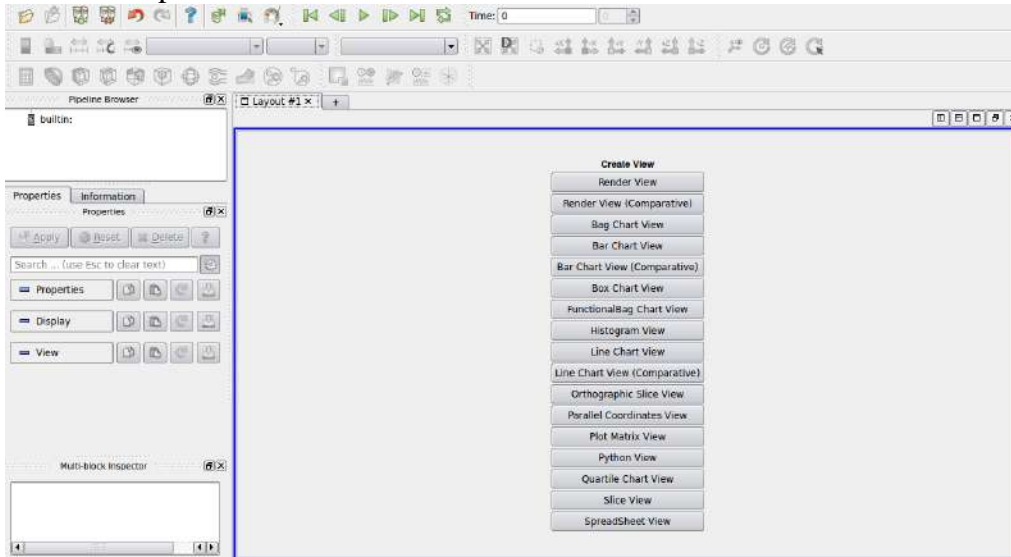 Time: 0
Pipeline Browser
Layout #1 ×
+
builtin:
Create View
Render View
Render View (Comparative)
Bag Chart View
Bar Chart View
Bar Chart View (Comparative)
Box Chart View
FunctionalBag Chart View
Histogram View
Line Chart View
Line Chart View (Comparative)
Orthographic Slice View
Parallel Coordinates View
Plot Matrix View
Python View
Quartile Chart View
Slice View
SpreadSheet View
Properties Information
Properties
Apply Reset Delete ?
Search ... (use Esc to clear text)
Properties
Display
View
Multi-block Inspector